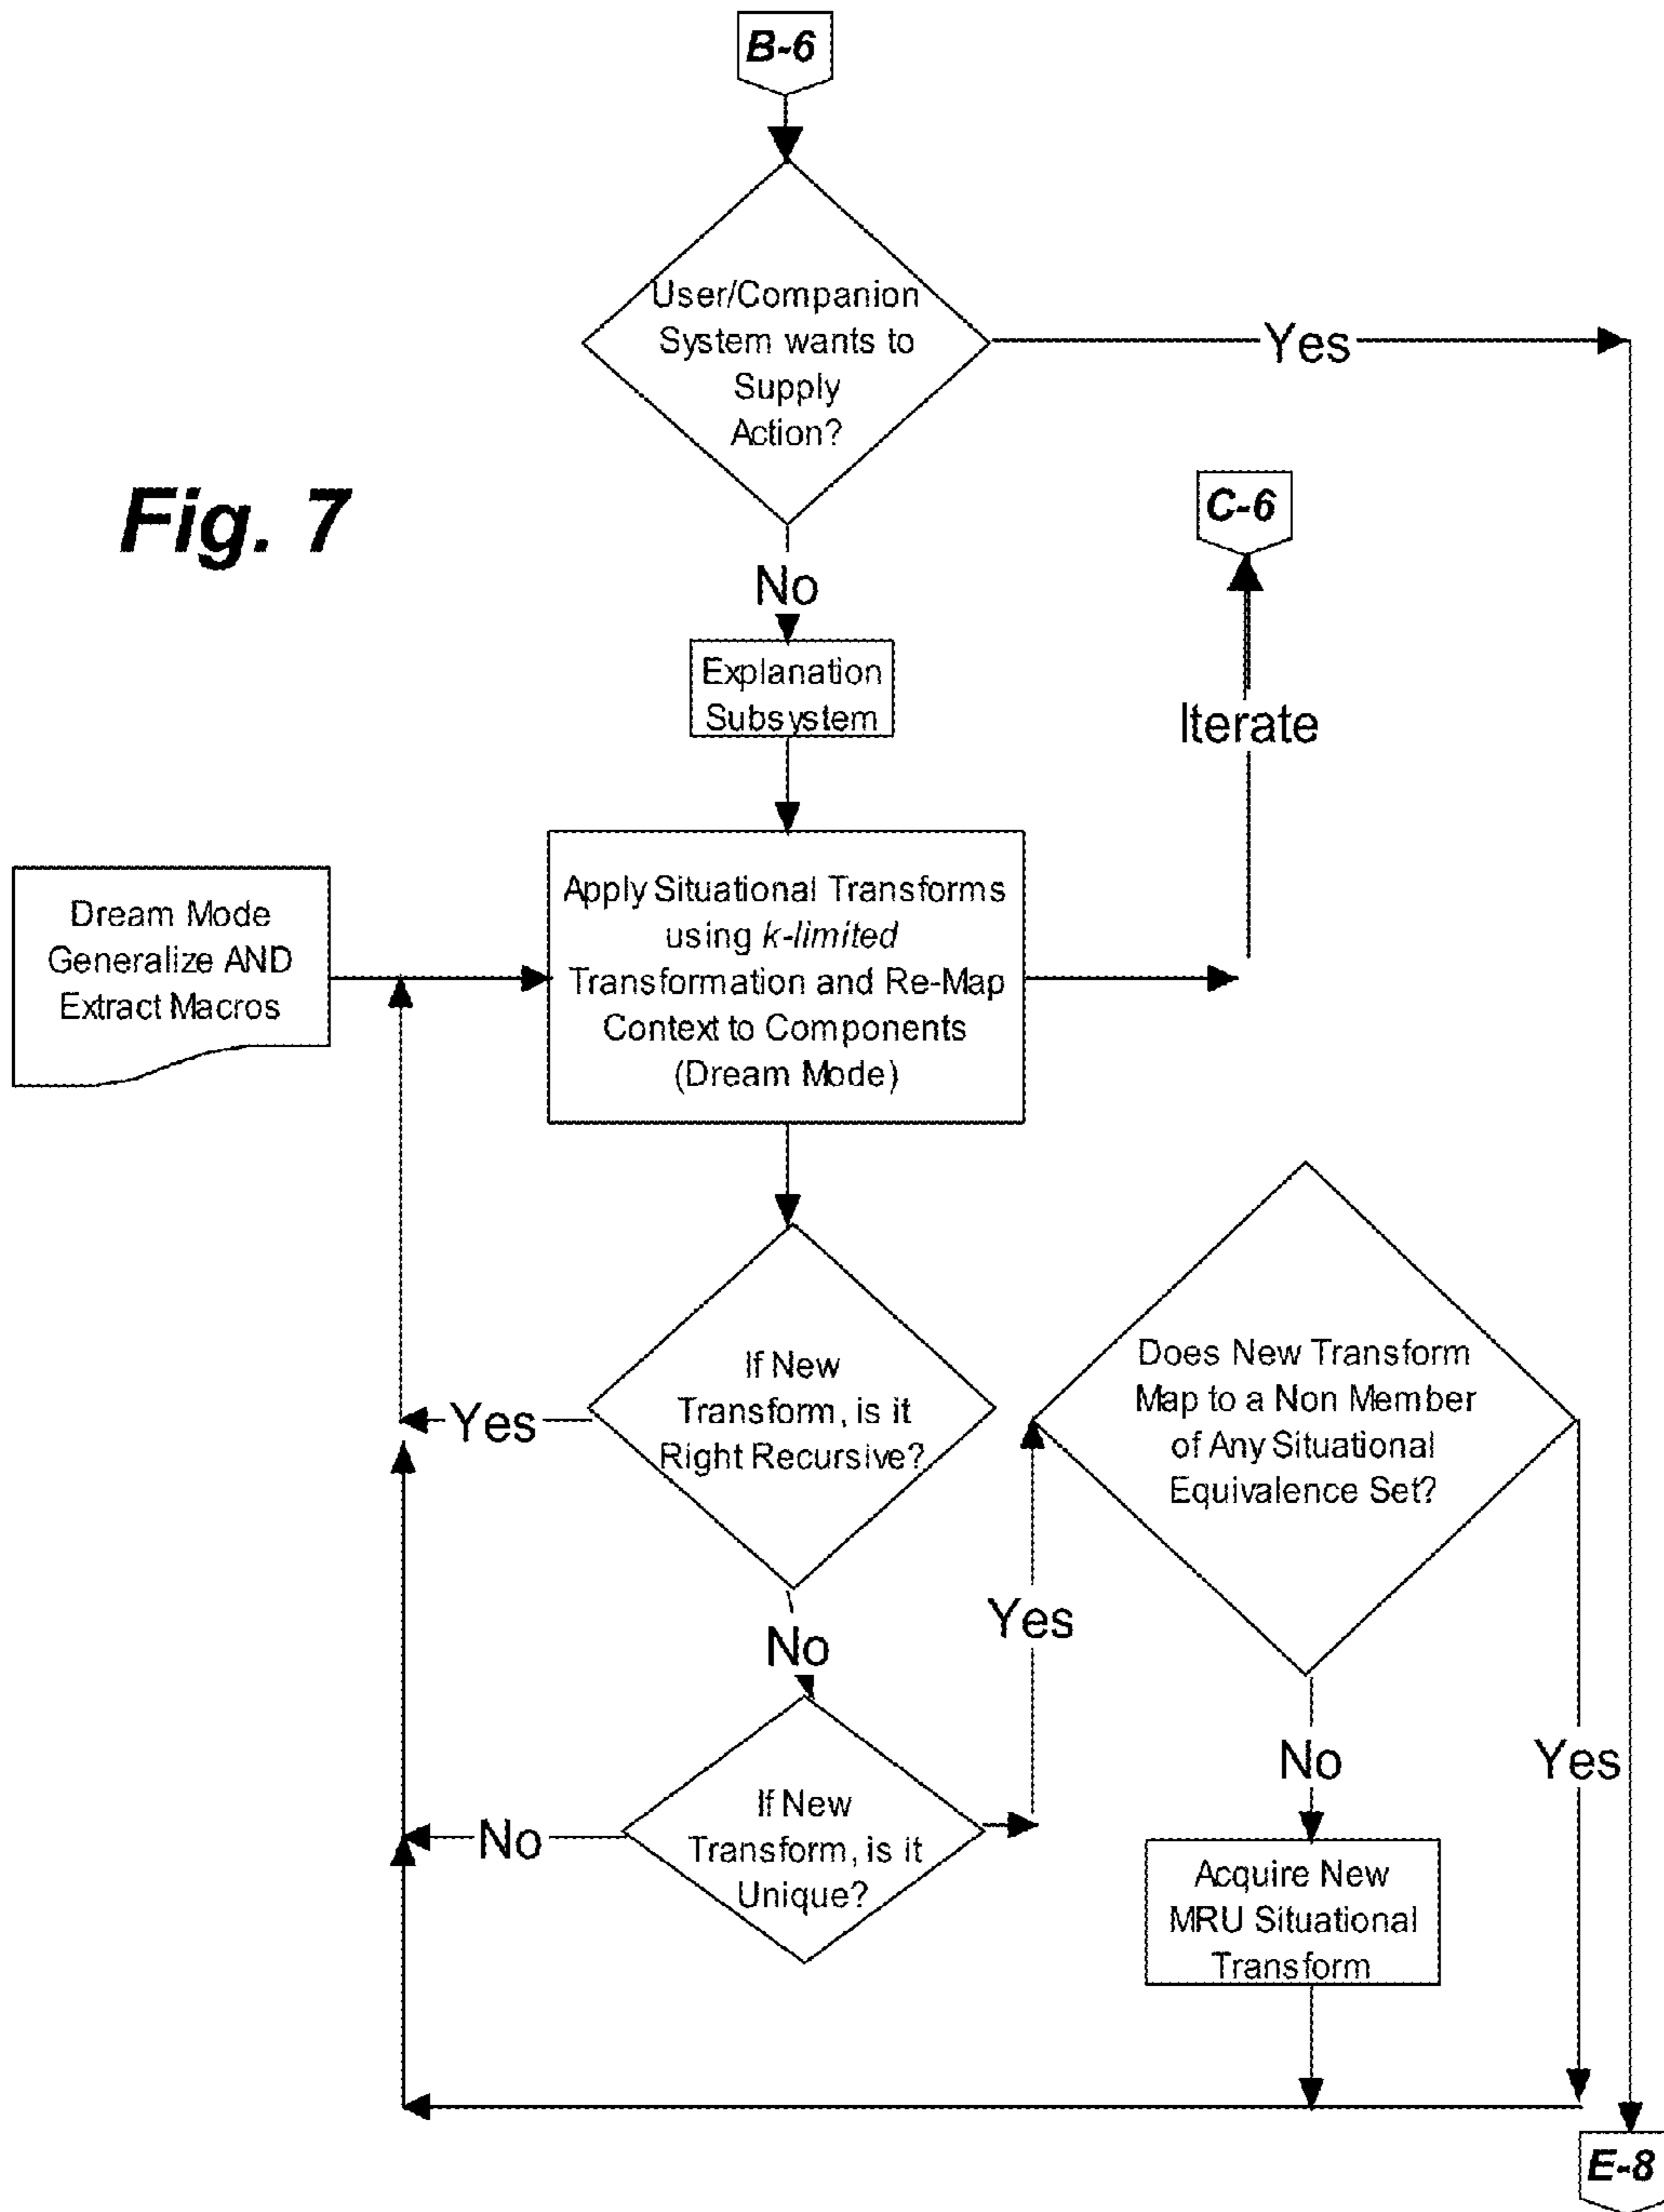 B-6
User/Companion
System wants to
Supply
Action?
Yes
Fig. 7
C-6
No
Explanation
Subsystem
Iterate
Dream Mode
Generalize AND
Extract Macros
Apply Situational Transforms
using k-limited
Transformation and Re-Map
Context to Components
(Dream Mode)
If New
Transform, is it
Right Recursive?
Yes
Does New Transform
Map to a Non Member
of Any Situational
Equivalence Set?
No
Yes
If New
Transform, is it
Unique?
No
No
Yes
Acquire New
MRU Situational
Transform
E-8